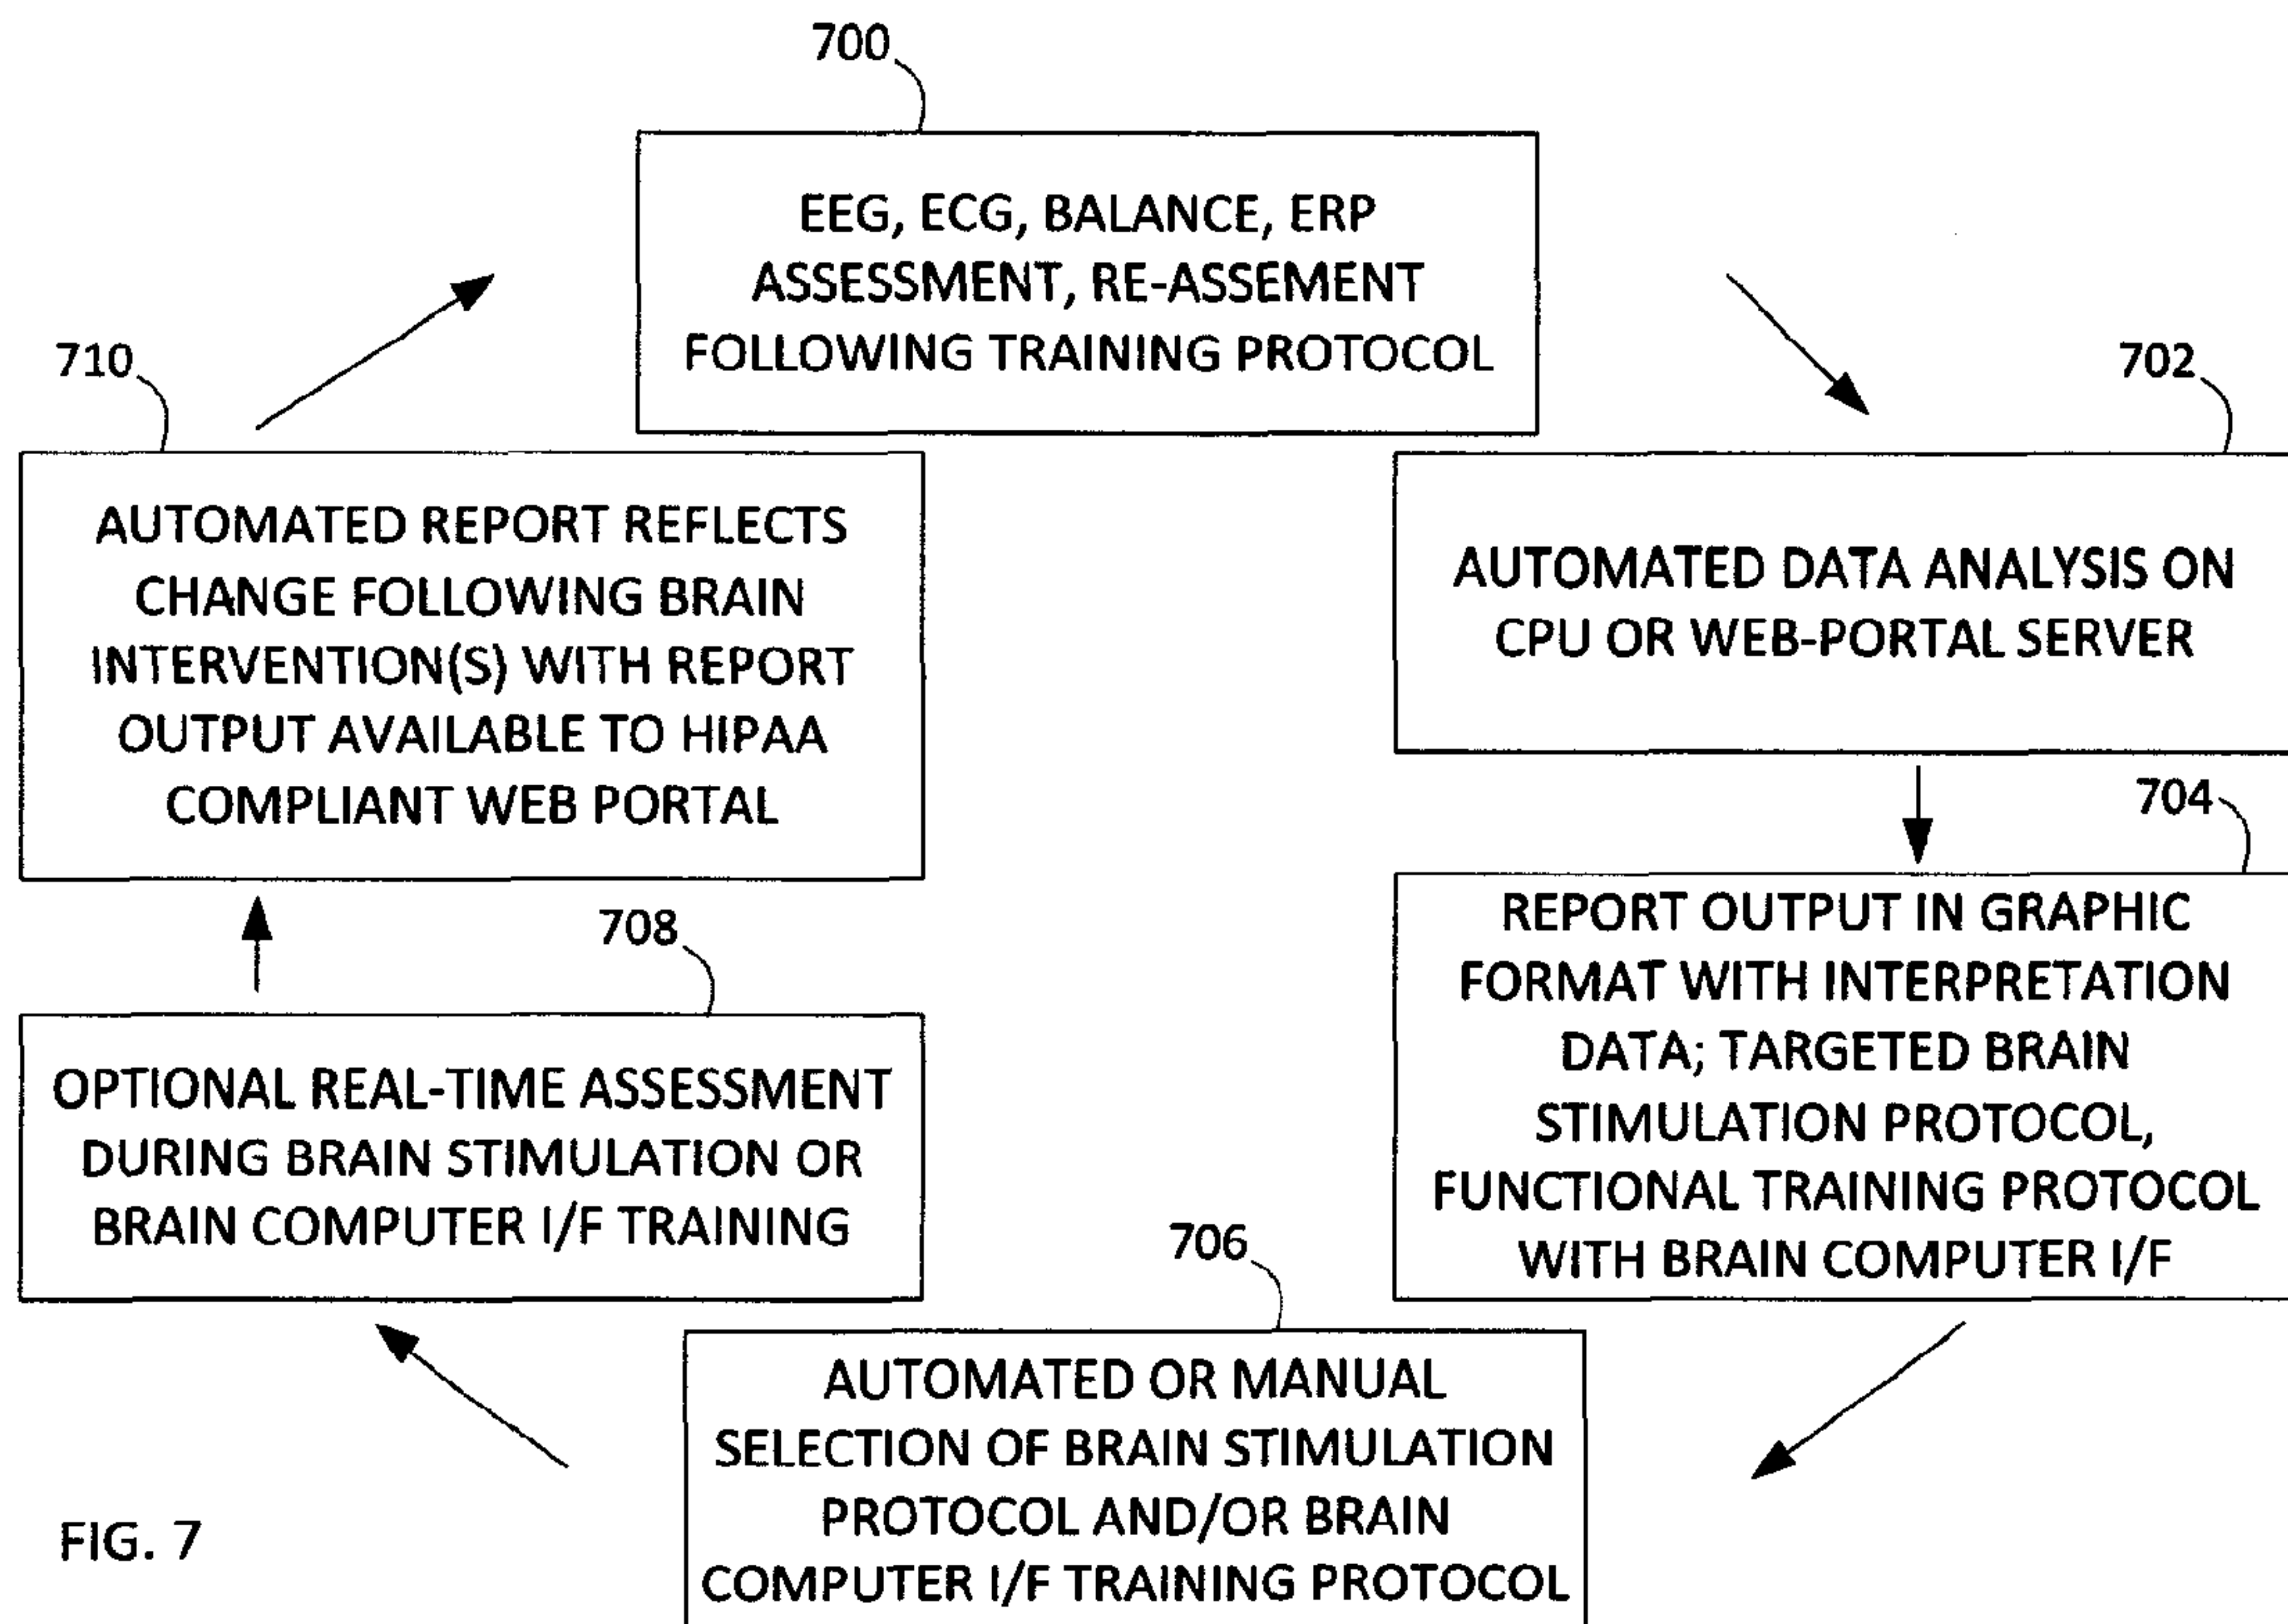 700
EEG, ECG, BALANCE, ERP
ASSESSMENT, RE-ASSEMENT
FOLLOWING TRAINING PROTOCOL
702
AUTOMATED DATA ANALYSIS ON
CPU OR WEB-PORTAL SERVER
704
REPORT OUTPUT IN GRAPHIC
FORMAT WITH INTERPRETATION
DATA; TARGETED BRAIN
STIMULATION PROTOCOL,
FUNCTIONAL TRAINING PROTOCOL
WITH BRAIN COMPUTER I/F
706
AUTOMATED OR MANUAL
SELECTION OF BRAIN STIMULATION
PROTOCOL AND/OR BRAIN
COMPUTER I/F TRAINING PROTOCOL
708
OPTIONAL REAL-TIME ASSESSMENT
DURING BRAIN STIMULATION OR
BRAIN COMPUTER I/F TRAINING
710
AUTOMATED REPORT REFLECTS
CHANGE FOLLOWING BRAIN
INTERVENTION(S) WITH REPORT
OUTPUT AVAILABLE TO HIPAA
COMPLIANT WEB PORTAL
FIG. 7